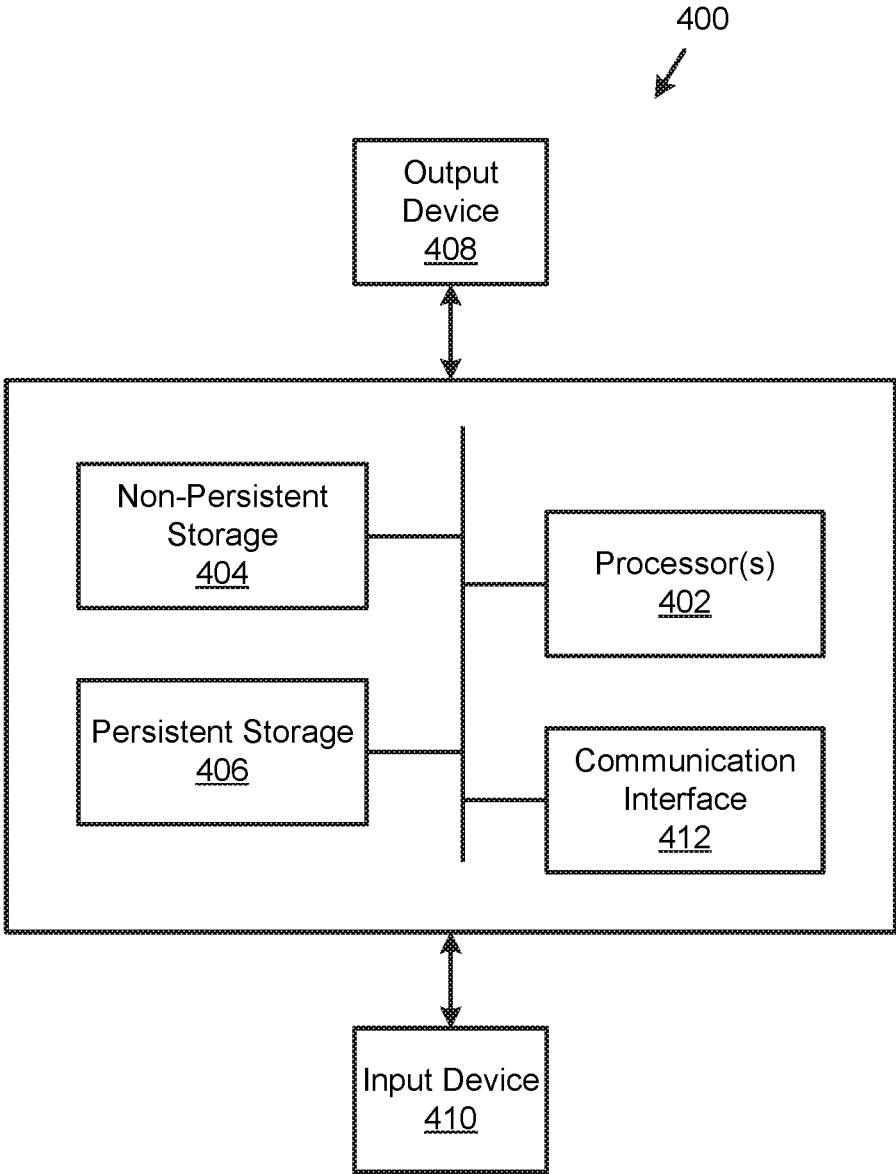 400
Output
Device
408
Non-Persistent
Storage
404
Processor(s)
402
Persistent Storage
406
Communication
Interface
412
Input Device
410